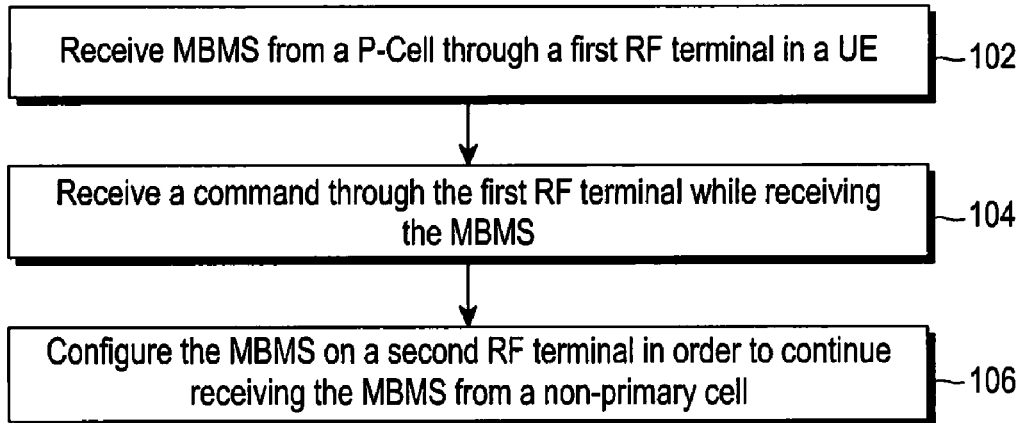 Receive MBMS from a P-Cell through a first RF terminal in a UE
102
Receive a command through the first RF terminal while receiving
the MBMS
104
Configure the MBMS on a second RF terminal in order to continue
receiving the MBMS from a non-primary cell
106